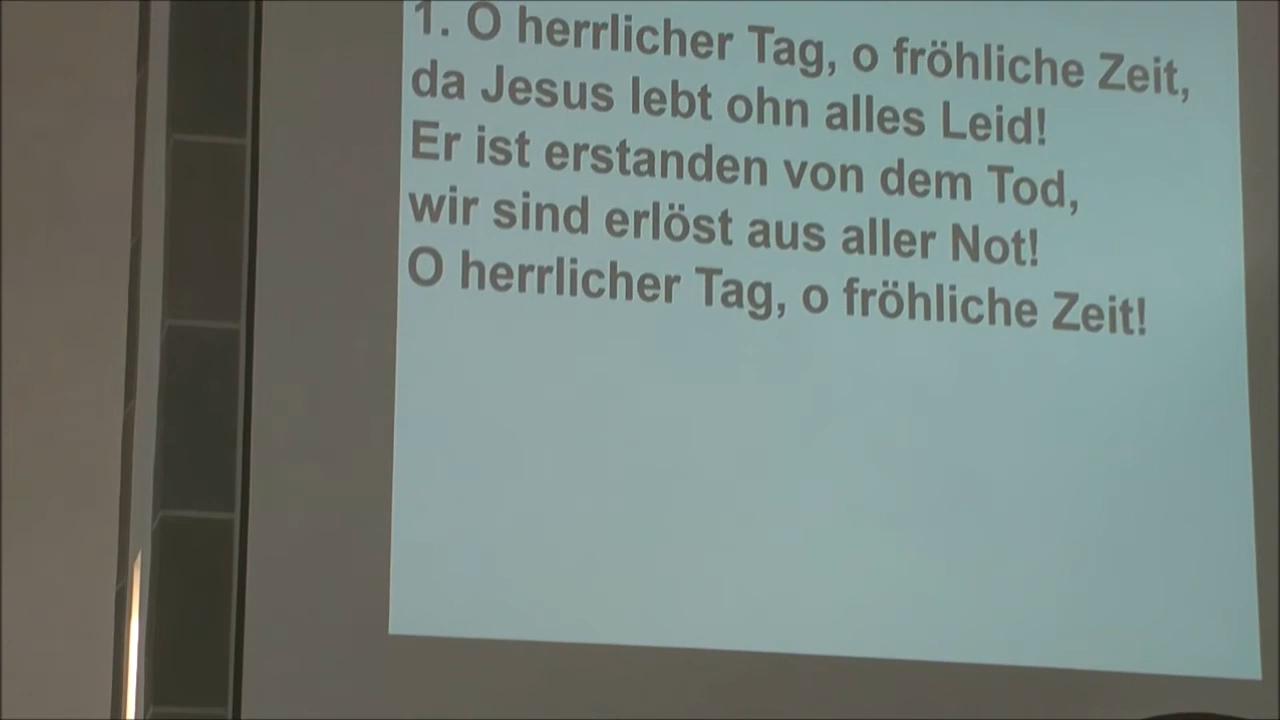 1. O herrlicher Tag, o fröhliche Zeit,
da Jesus lebt ohn alles Leid!
Er ist erstanden von dem Tod,
wir sind erlöst aus aller Not!
O herrlicher Tag, o fröhliche Zeit!